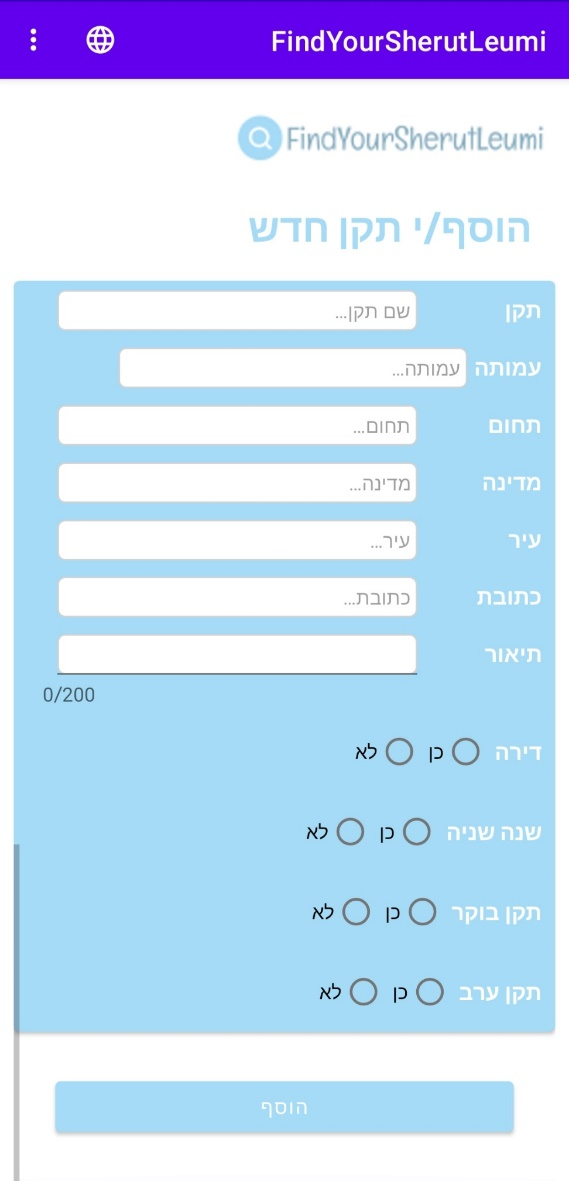 FindYourSherutLeumi
FindYourSherutLeumi
הוסף/י תקן חדש
תקן שם תקן...
עמותה עמותה...
תחום תחום...
מדינה מדינה...
עיר עיר...
כתובת כתובת...
תיאור
0/200
דירה כן לא
שנה שניה כן לא
תקן בוקר כן לא
תקן ערב כן לא
הוסף